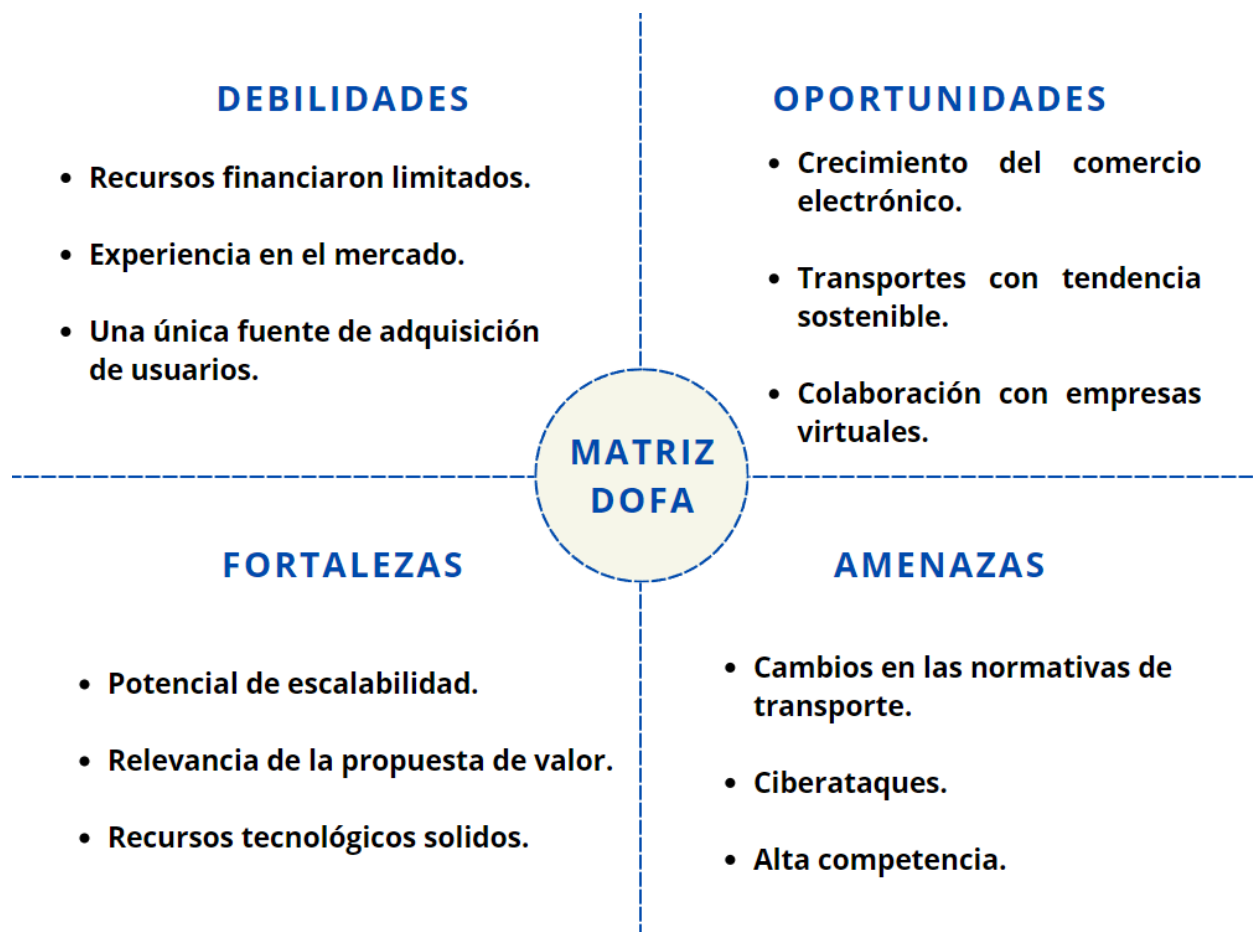 DEBILIDADES
• Recursos financiaron limitados.
• Experiencia en el mercado.
• Una única fuente de adquisición
de usuarios.
OPORTUNIDADES
• Crecimiento del comercio
electrónico.
• Transportes con tendencia
sostenible.
• Colaboración con empresas
virtuales.
MATRIZ
DOFA
FORTALEZAS
• Potencial de escalabilidad.
• Relevancia de la propuesta de valor.
• Recursos tecnológicos solidos.
AMENAZAS
• Cambios en las normativas de
transporte.
• Ciberataques.
• Alta competencia.